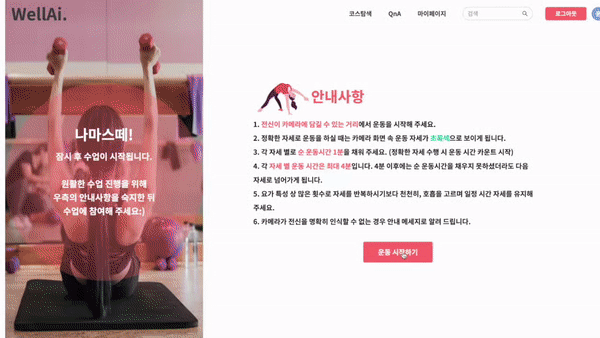 WellAi.
코스탐색 QnA 마이페이지 검색 로그아웃
나마스떼!
잠시 후 수업이 시작됩니다.
원활한 수업 진행을 위해
우측의 안내사항을 숙지한 뒤
수업에 참여해 주세요:)
안내사항
1. 전신이 카메라에 담길 수 있는 거리에서 운동을 시작해 주세요.
2. 정확한 자세로 운동을 하실 때는 카메라 화면 속 운동 자세가 초록색으로 보이게 됩니다.
3. 각 자세 별로 순 운동시간 1분을 채워 주세요. (정확한 자세 수행 시 운동 시간 카운트 시작)
4. 각 자세 별 운동 시간은 최대 4분입니다. 4분 이후에는 순 운동시간을 채우지 못하셨더라도 다음
자세로 넘어가게 됩니다.
5. 요가 특성 상 많은 횟수로 자세를 반복하시기보다 천천히, 호흡을 고르며 일정 시간 자세를 유지해
주세요.
6. 카메라가 전신을 명확히 인식할 수 없는 경우 안내 메세지로 알려 드립니다.
운동 시작하기